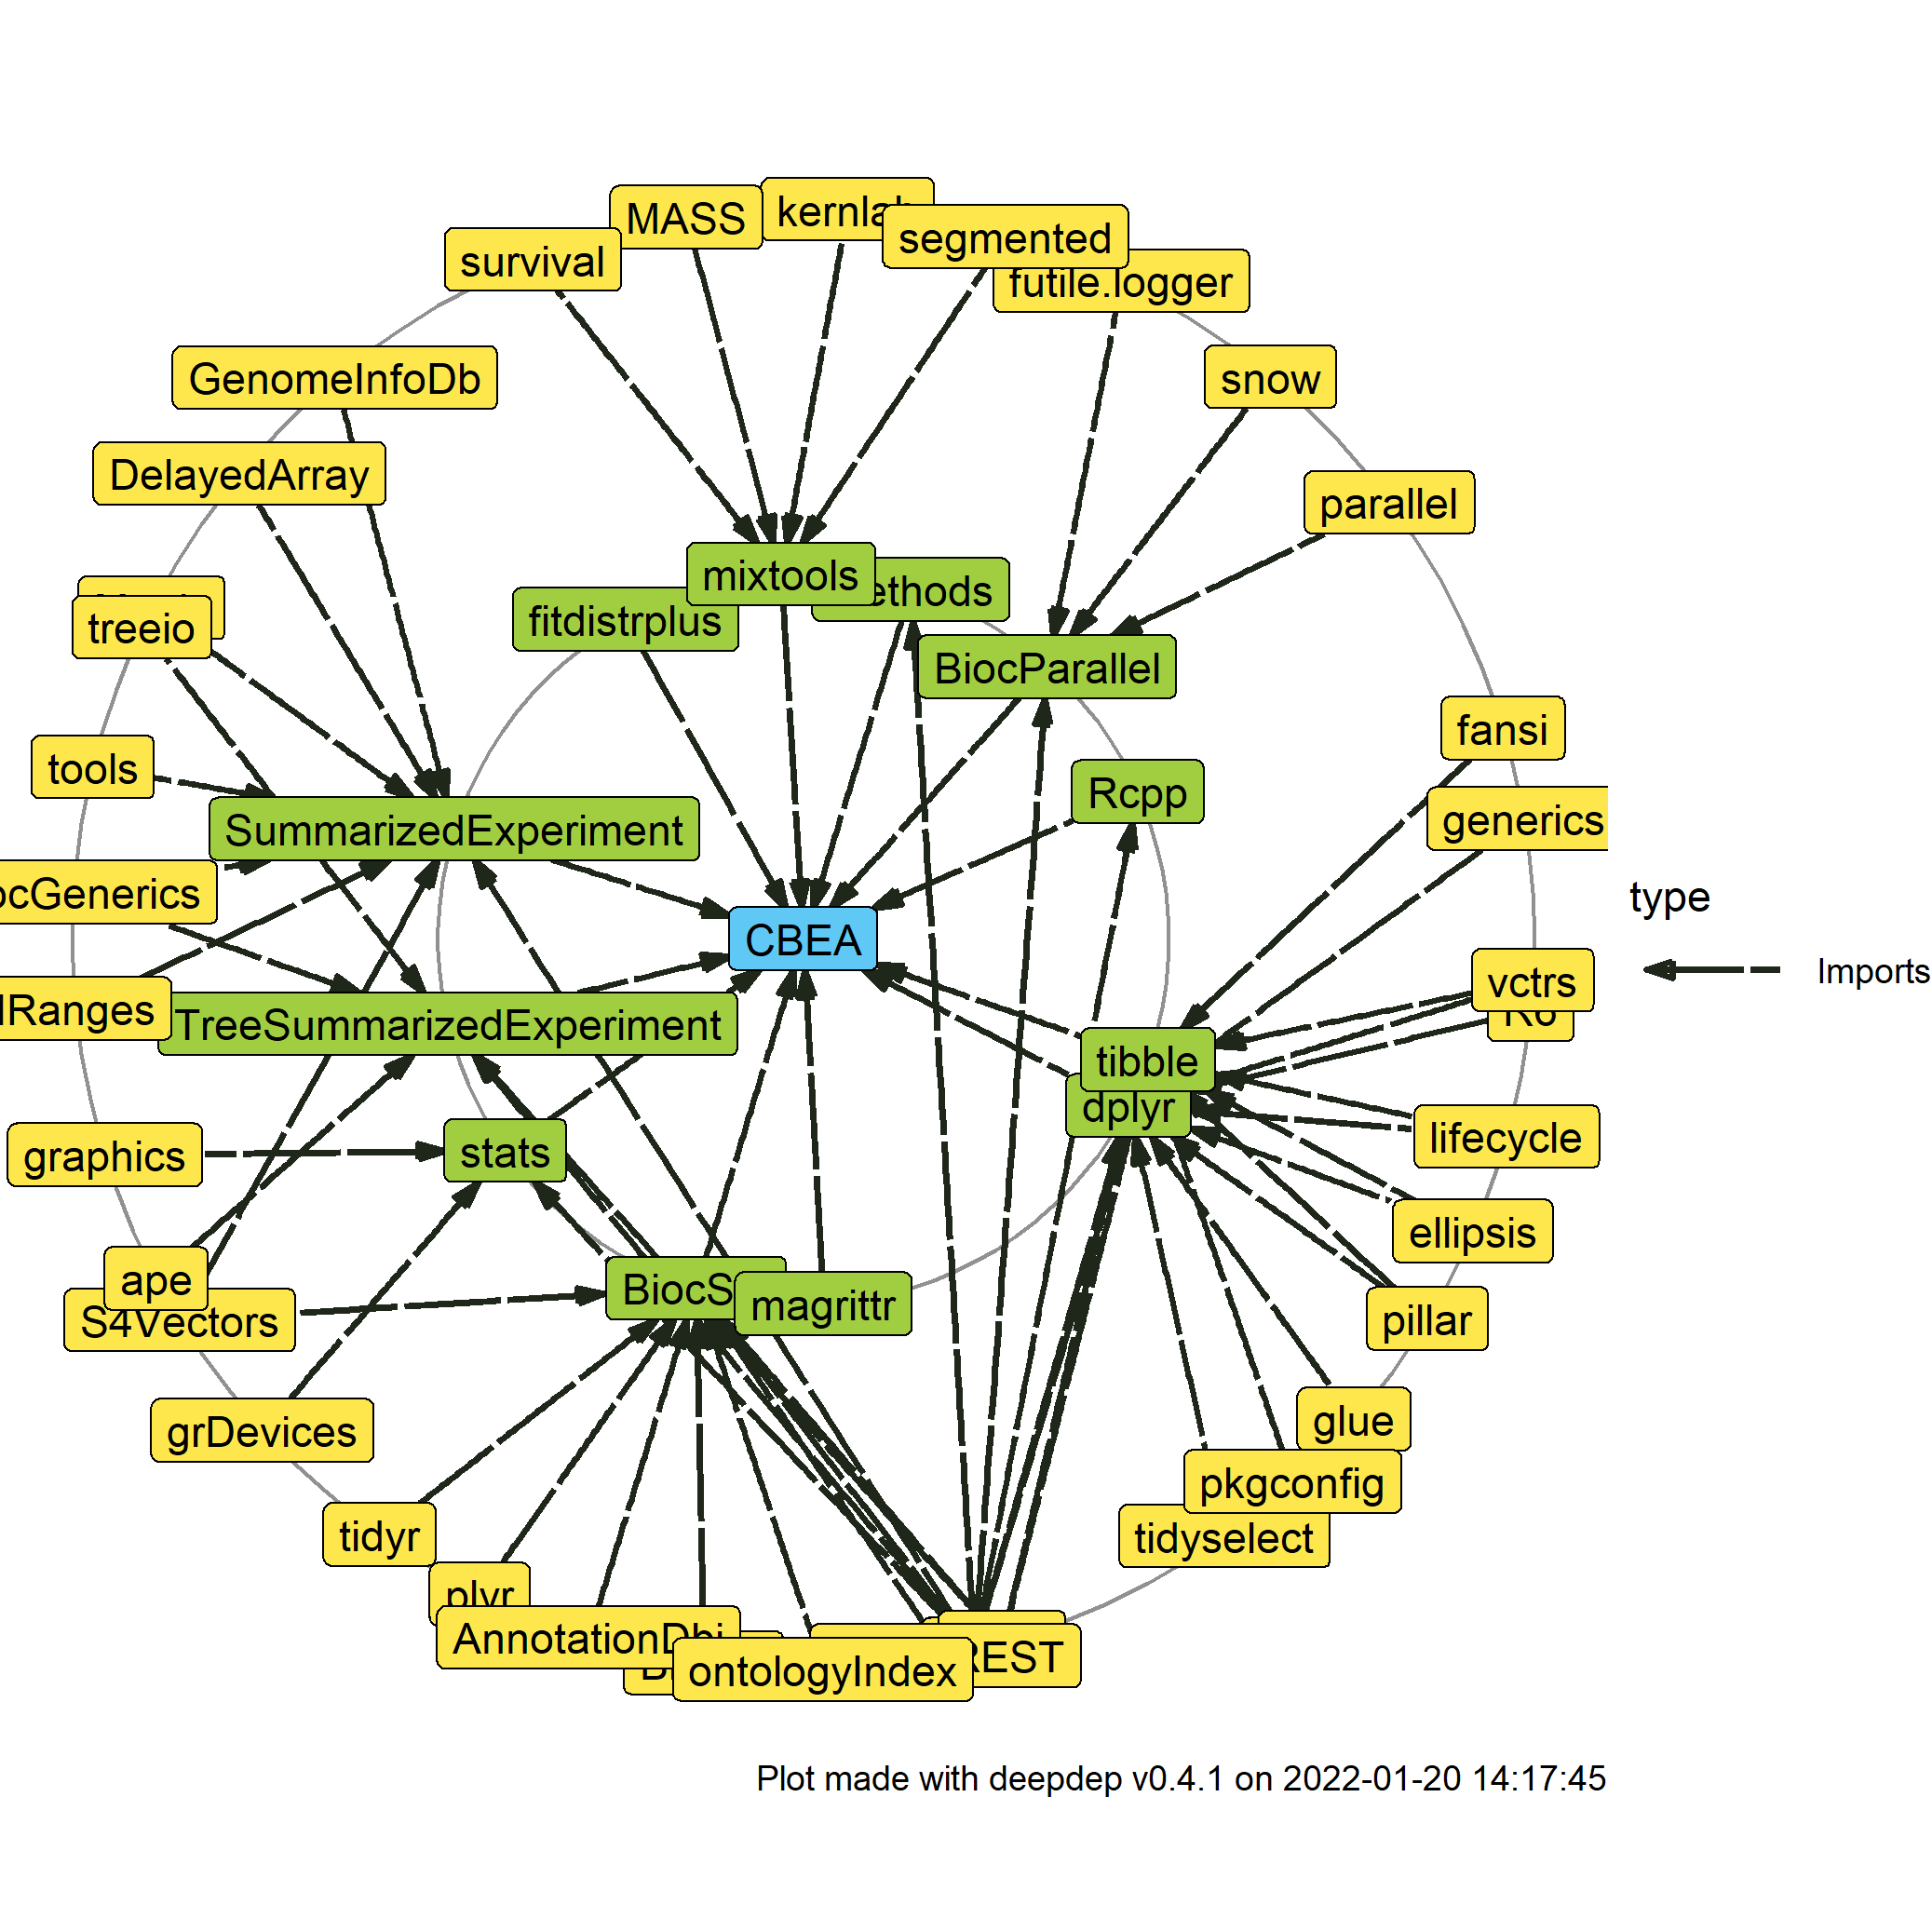 kernla
MASS
segmented
survival
futile.logger
GenomeInfoDb
snow
DelayedArray
parallel
mixtools
ethods
treeio
fitdistrplus
BiocParallel
fansi
tools
Rcpp
SummarizedExperiment
generics
ocGenerics
type
CBEA
Imports
vctrs
IRanges
TreeSummarizedExperiment
tibble
dplyr
lifecycle
stats
graphics
ellipsis
ape
BiocS
magrittr
pillar
S4Vectors
glue
grDevices
pkgconfig
tidyr
tidyselect
plyr
AnnotationDbi
REST
ontologyIndex
Plot made with deepdep v0.4.1 on 2022-01-20 14:17:45